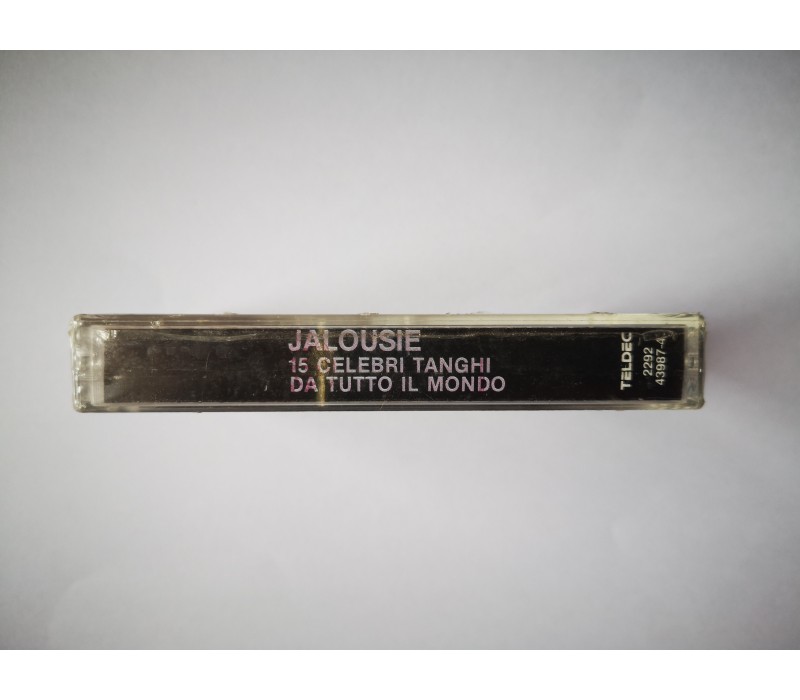 JALOUSIE
15 CELEBRI TANGHI
DA TUTTO IL MONDO
TELDEC
2292
43987-4